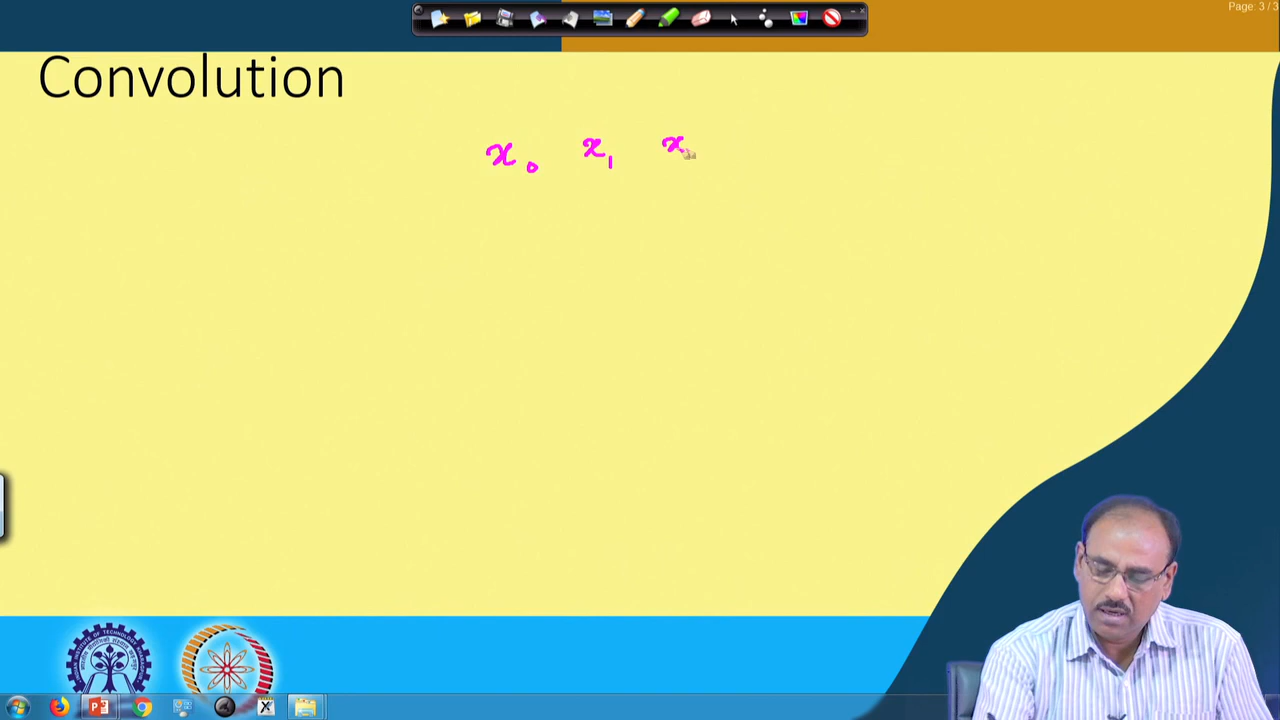 Page: 3 / 3
Convolution
x₀ x₁ x